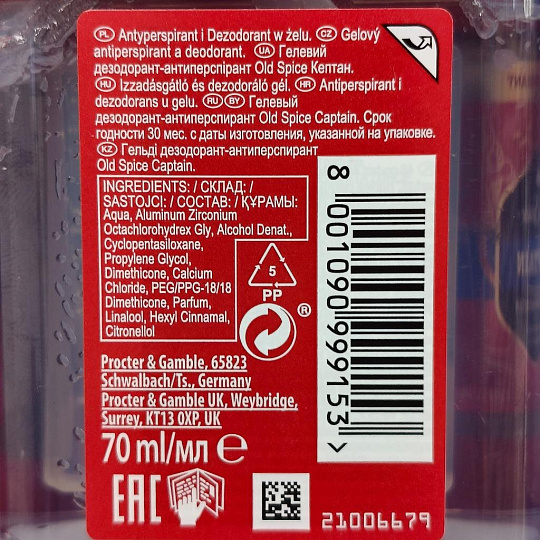 PL Antyperspirant i Dezodorant w żelu. CZ Gelový
antiperspirant a deodorant. UA Гелевий
дезодорант-антиперспірант Old Spice Кептан.
HU Izzadásgátló és dezodoráló gél. HR Antiperspirant i
dezodorans u gelu. RU BY Гелевый
дезодорант-антиперспирант Old Spice Captain. Срок
годности 30 мес. с даты изготовления, указанной на упаковке.
KZ Гельді дезодорант-антиперспирант
Old Spice Captain.
INGREDIENTS: / СКЛАД: /
SASTOJCI: / СОСТАВ: / ҚҰРАМЫ:
Aqua, Aluminum Zirconium
Octachlorohydrex Gly, Alcohol Denat.,
Cyclopentasiloxane,
Propylene Glycol,
Dimethicone, Calcium
Chloride, PEG/PPG-18/18
Dimethicone, Parfum,
Linalool, Hexyl Cinnamal,
Citronellol
5
PP
®
Procter & Gamble, 65823
Schwalbach/Ts., Germany
Procter & Gamble UK, Weybridge,
Surrey, KT13 0XP, UK
70 ml/мл ℮
EAC
21006679
8 001090 999153 >